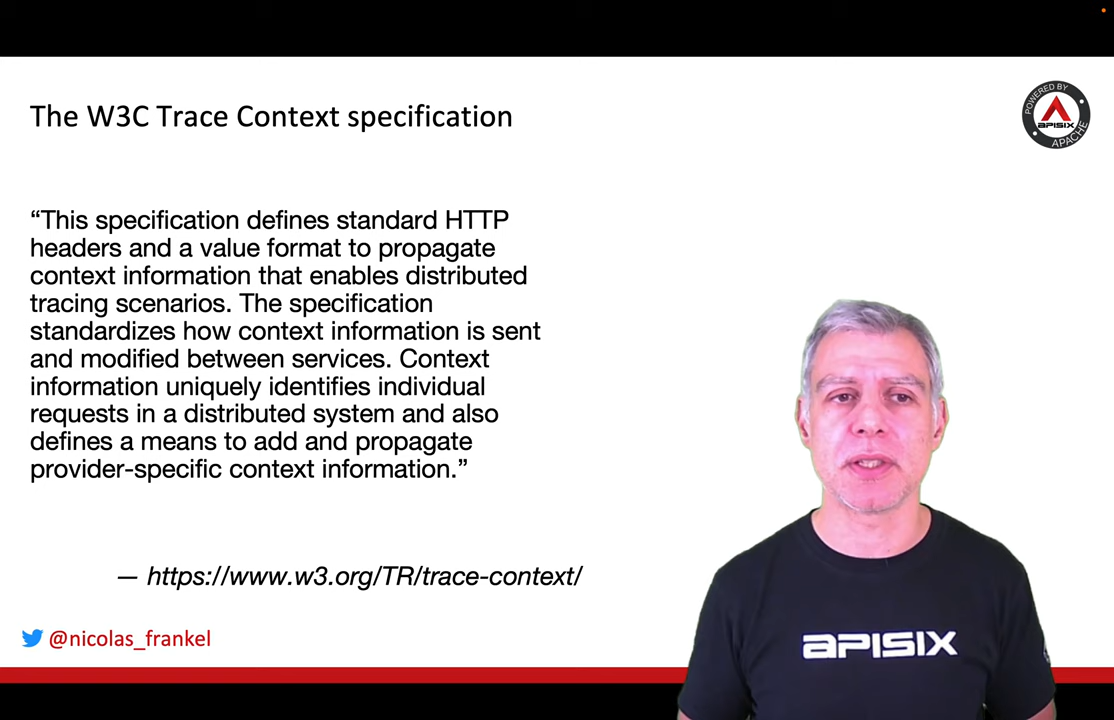 The W3C Trace Context specification
POWERED BY
APISIX
APACHE
“This specification defines standard HTTP
headers and a value format to propagate
context information that enables distributed
tracing scenarios. The specification
standardizes how context information is sent
and modified between services. Context
information uniquely identifies individual
requests in a distributed system and also
defines a means to add and propagate
provider-specific context information.”
— https://www.w3.org/TR/trace-context/
@nicolas_frankel
APISIX